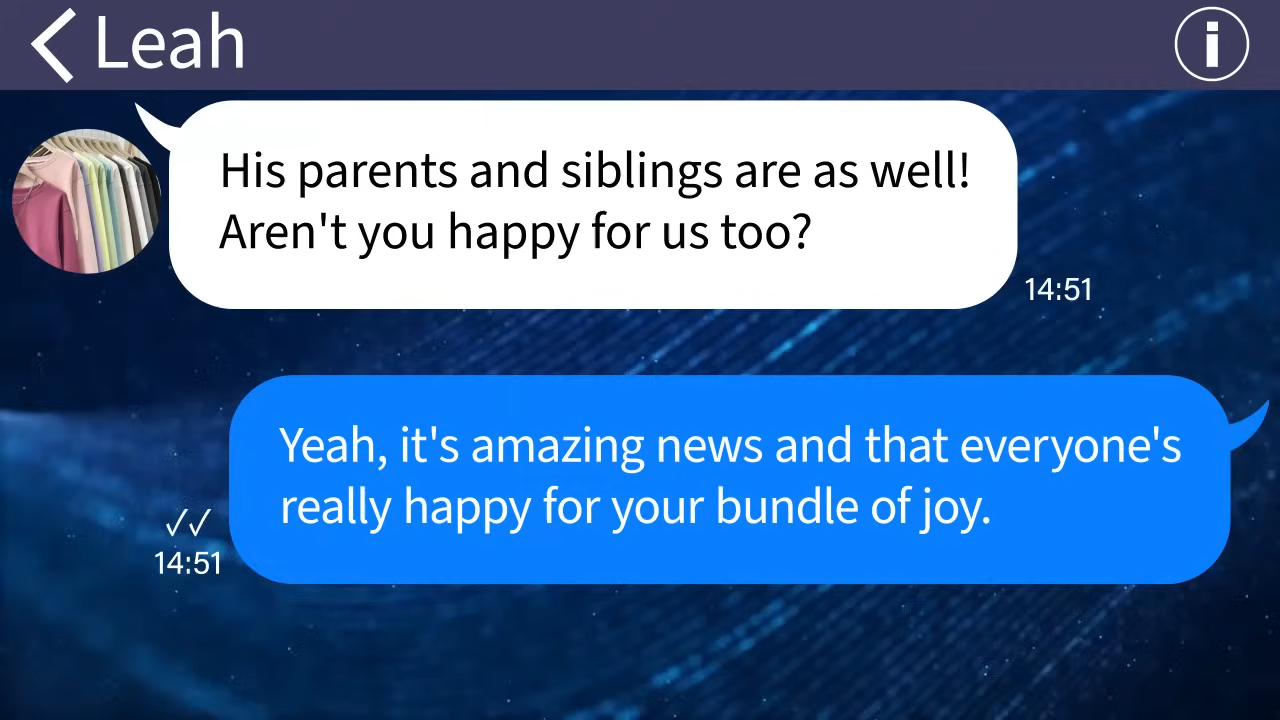 Leah
His parents and siblings are as well!
Aren't you happy for us too?
14:51
Yeah, it's amazing news and that everyone's
really happy for your bundle of joy.
14:51